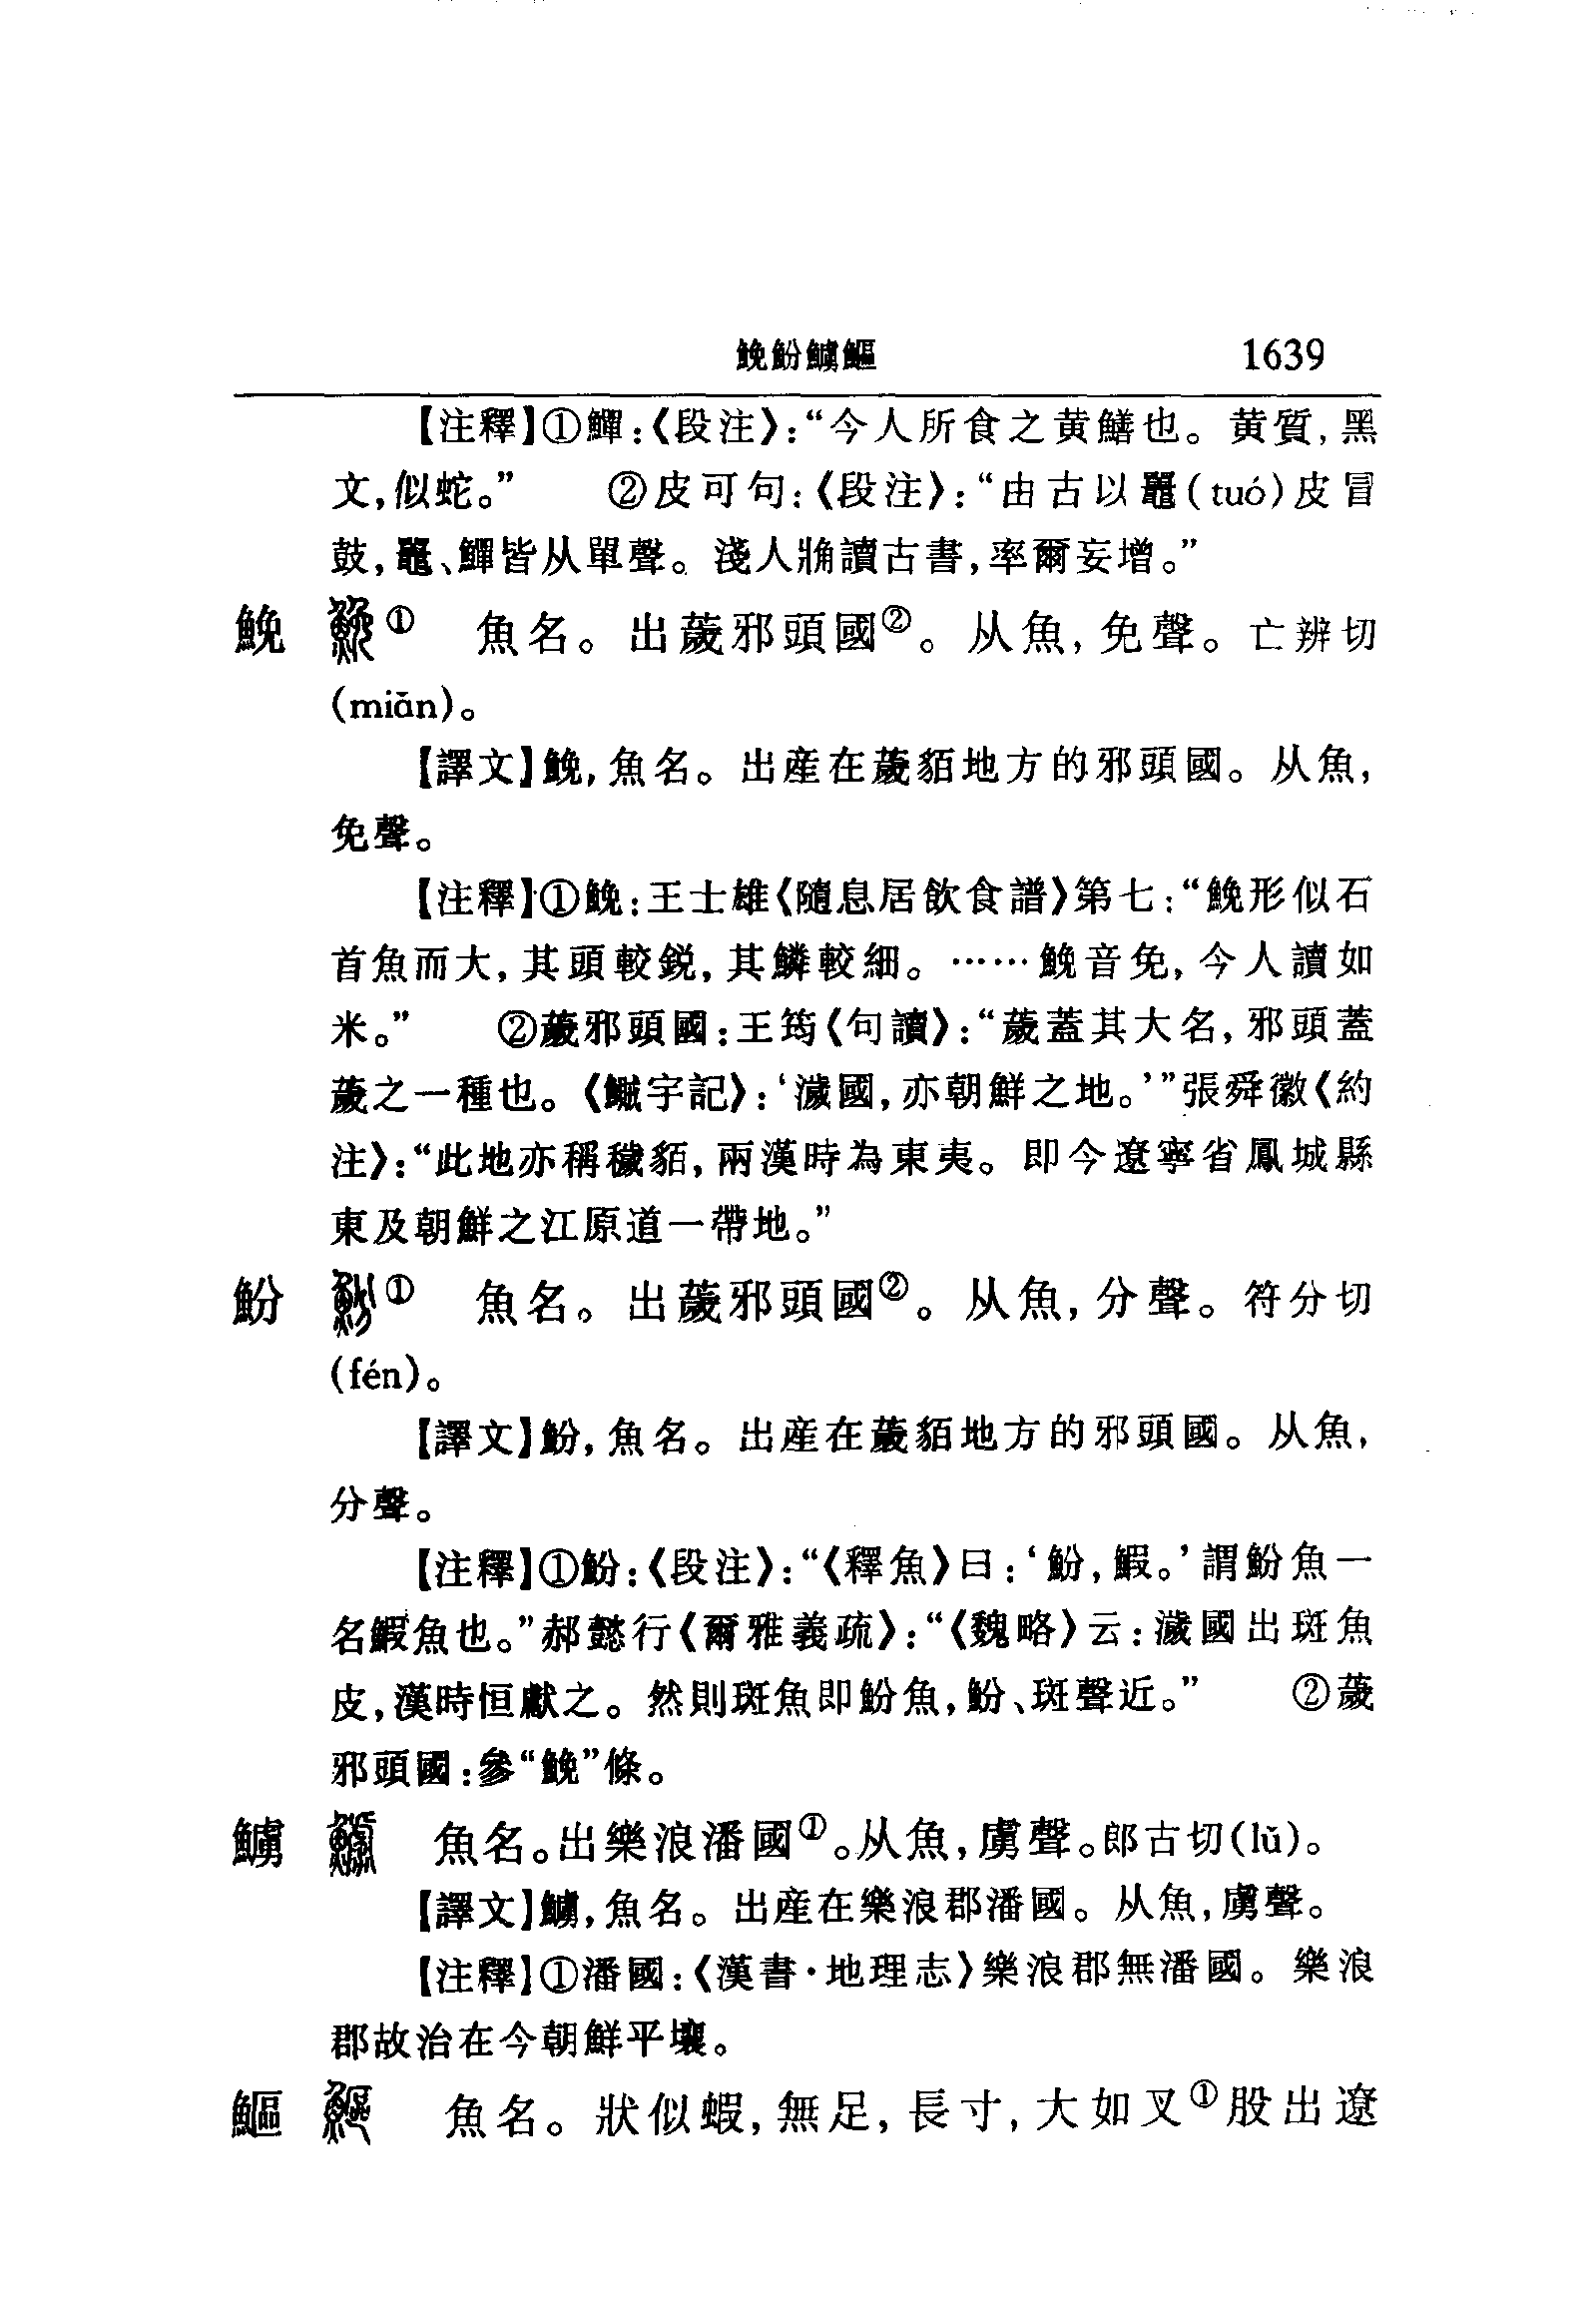 鮸魵鱸鰸 1639
【注釋】①鱓:《段注》:“今人所食之黄鱔也。黄質,黑
文,似蛇。” ②皮可句:《段注》:“由古以鼉(tuó)皮冒
鼓,鼉、鱓皆从單聲。淺人牅讀古書,率爾妄增。”
鮸 ① 魚名。出薉邪頭國②。从魚,免聲。亡辨切
(miǎn)。
【譯文】鮸,魚名。出産在薉貊地方的邪頭國。从魚,
免聲。
【注釋】①鮸:王士雄《隨息居飲食譜》第七:“鮸形似石
首魚而大,其頭較鋭,其鱗較細。……鮸音免,今人讀如
米。” ②薉邪頭國:王筠《句讀》:“薉蓋其大名,邪頭蓋
薉之一種也。《寰宇記》:‘濊國,亦朝鮮之地。’”張舜徽《約
注》:“此地亦稱穢貊,兩漢時為東夷。即今遼寧省鳳城縣
東及朝鮮之江原道一帶地。”
魵 ① 魚名。出薉邪頭國②。从魚,分聲。符分切
(fén)。
【譯文】魵,魚名。出産在薉貊地方的邪頭國。从魚,
分聲。
【注釋】①魵:《段注》:“《釋魚》曰:‘魵,鰕。’謂魵魚一
名鰕魚也。”郝懿行《爾雅義疏》:“《魏略》云:濊國出斑魚
皮,漢時恒獻之。然則斑魚即魵魚,魵、斑聲近。” ②薉
邪頭國:參“鮸”條。
鱳 魚名。出樂浪潘國①。从魚,虜聲。郎古切(lǔ)。
【譯文】魚名。出産在樂浪郡潘國。从魚,虜聲。
【注釋】①潘國:《漢書·地理志》樂浪郡無潘國。樂浪
郡故治在今朝鮮平壤。
鰸 魚名。狀似蝦,無足,長寸,大如叉①股出遼